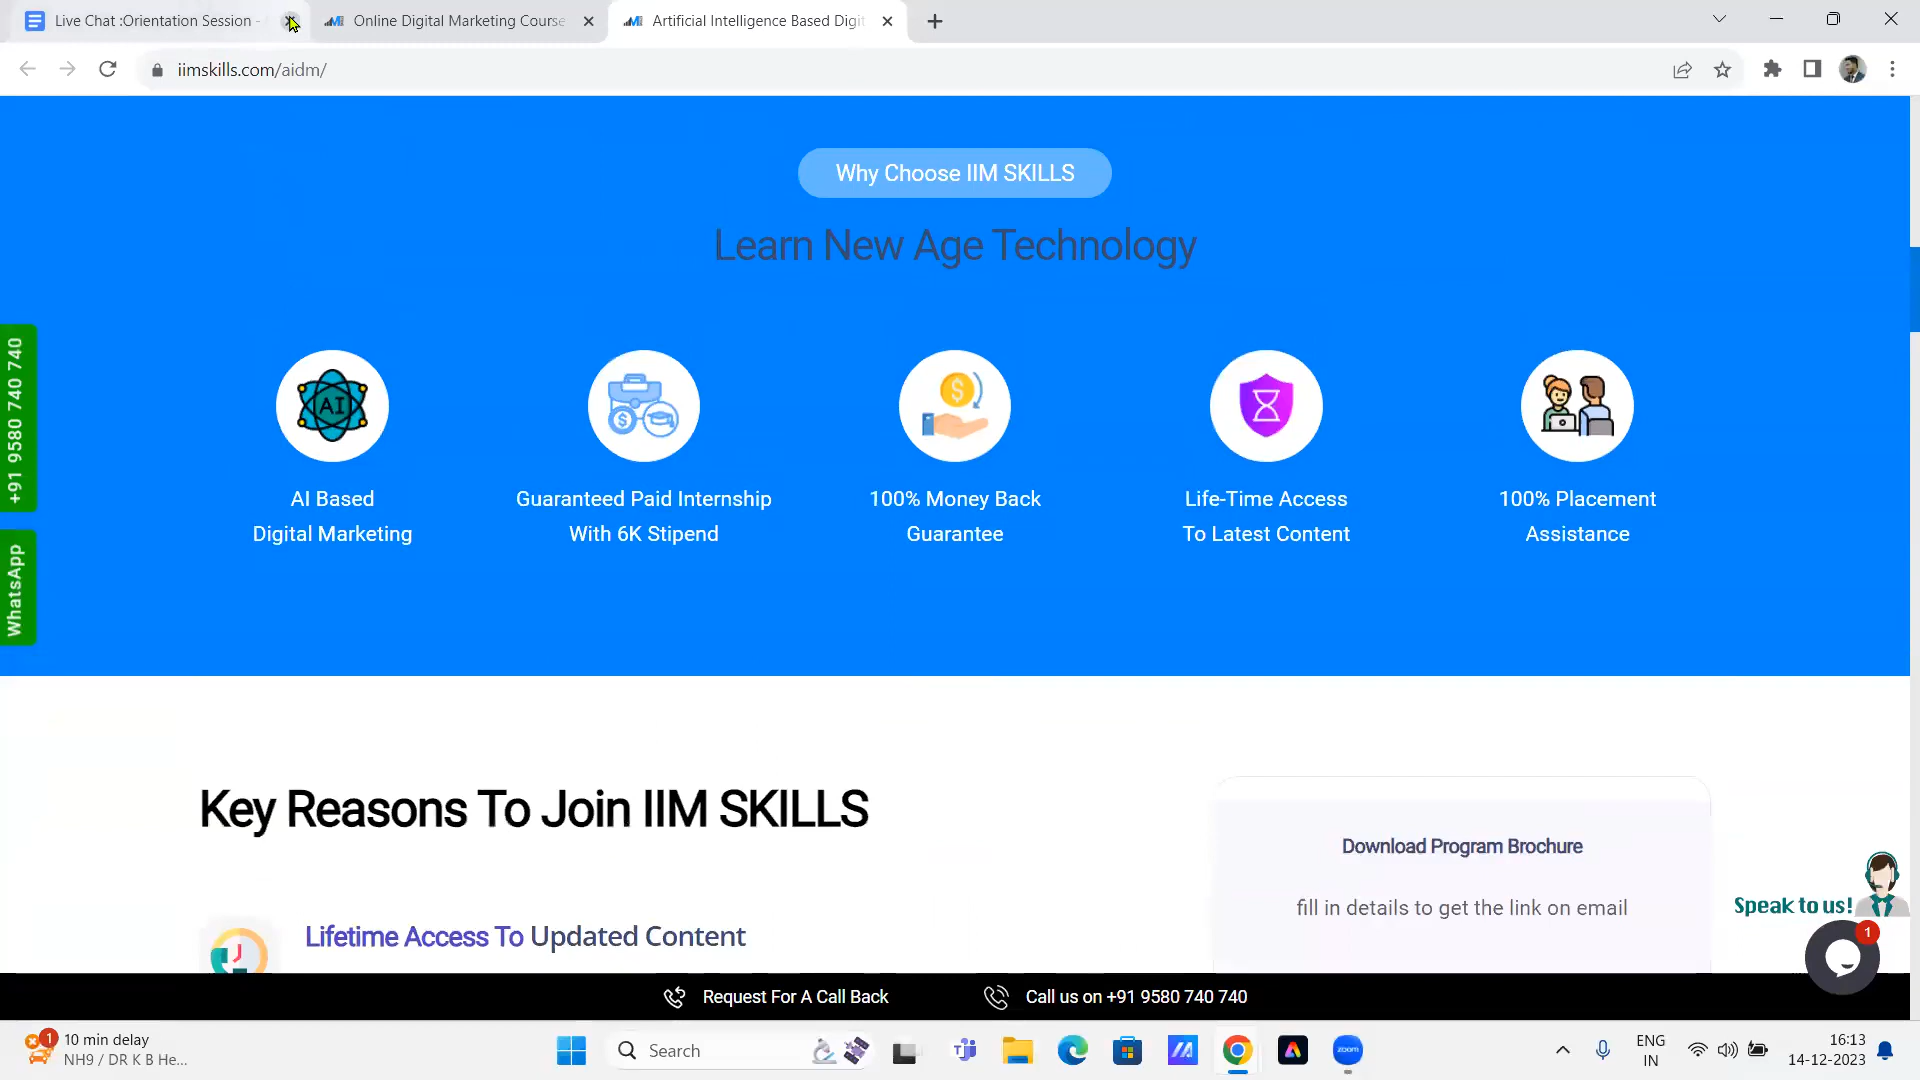 Live Chat :Orientation Session -
Online Digital Marketing Course
Artificial Intelligence Based Digit
iimskills.com/aidm/
Why Choose IIM SKILLS
Learn New Age Technology
AI
AI Based
Digital Marketing
Guaranteed Paid Internship
With 6K Stipend
100% Money Back
Guarantee
Life-Time Access
To Latest Content
100% Placement
Assistance
+91 9580 740 740
WhatsApp
Key Reasons To Join IIM SKILLS
Lifetime Access To Updated Content
Download Program Brochure
fill in details to get the link on email
Speak to us!
1
Request For A Call Back
Call us on +91 9580 740 740
1
10 min delay
NH9 / DR K B He...
Search
zoom
ENG
IN
16:13
14-12-2023